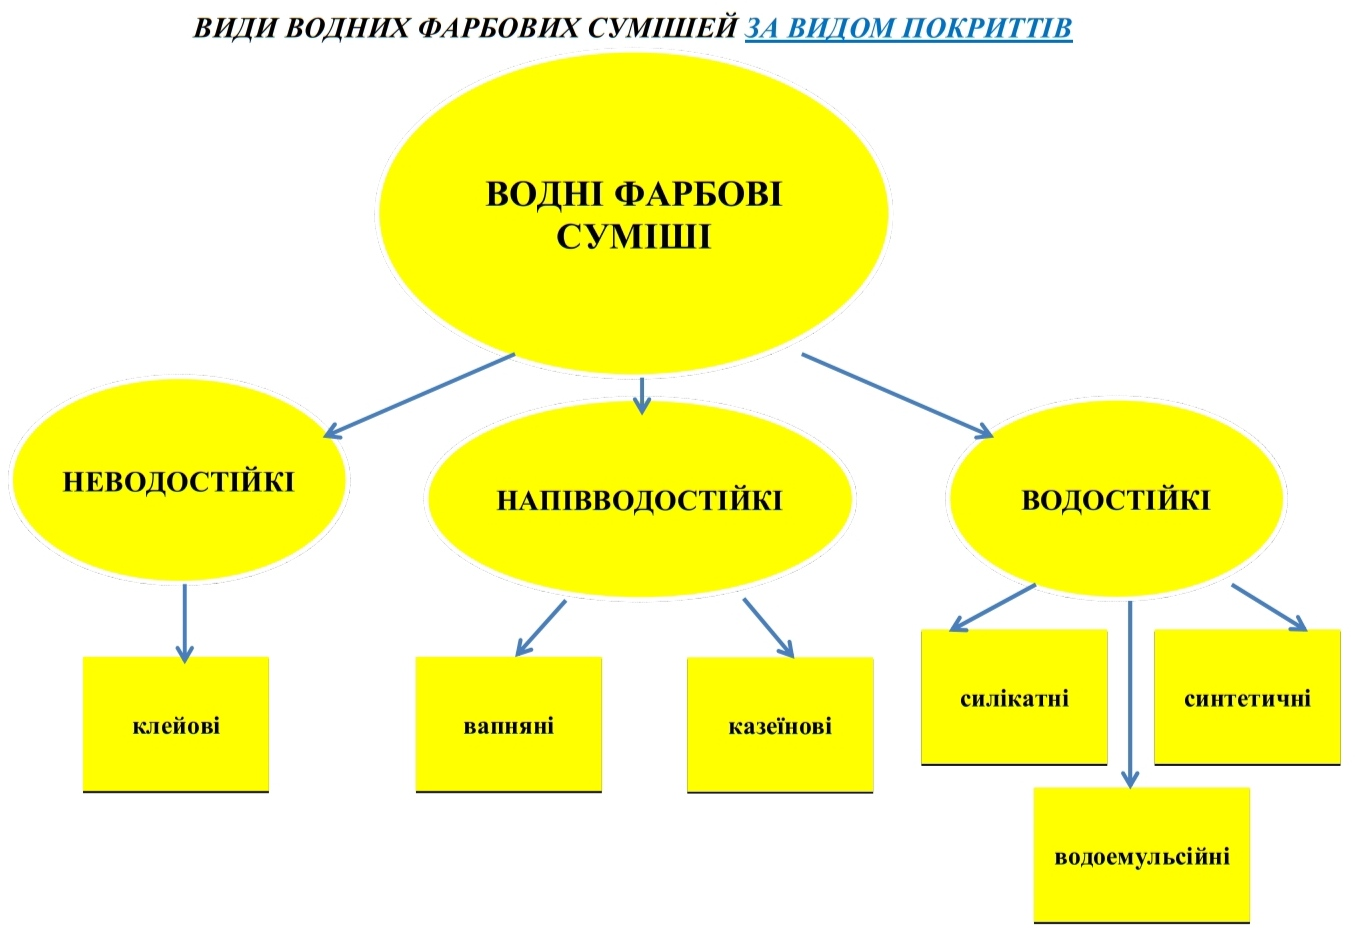 ВИДИ ВОДНИХ ФАРБОВИХ СУМІШЕЙ ЗА ВИДОМ ПОКРИТТІВ
ВОДНІ ФАРБОВІ
СУМІШІ
НЕВОДОСТІЙКІ
НАПІВВОДОСТІЙКІ
ВОДОСТІЙКІ
клейові
вапняні
казеїнові
силікатні
синтетичні
водоемульсійні